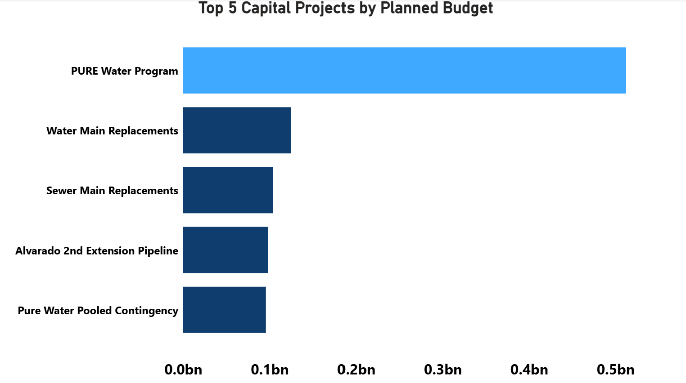 Top 5 Capital Projects by Planned Budget
PURE Water Program
Water Main Replacements
Sewer Main Replacements
Alvarado 2nd Extension Pipeline
Pure Water Pooled Contingency
0.0bn 0.1bn 0.2bn 0.3bn 0.4bn 0.5bn